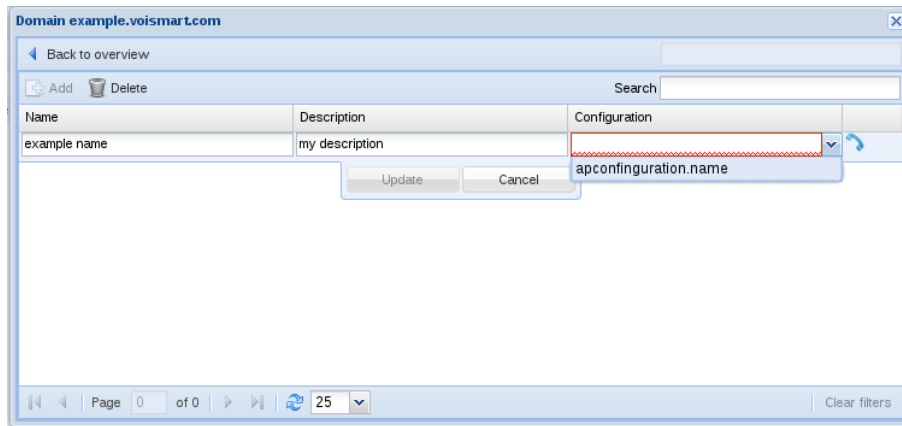 Domain example.voismart.com
Back to overview
Add Delete Search
Name Description Configuration
example name my description
apconfinguration.name
Update Cancel
Page 0 of 0 25 Clear filters